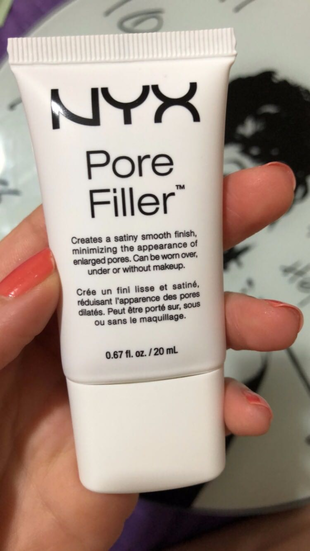 NYX
Pore
Filler™
Creates a satiny smooth finish,
minimizing the appearance of
enlarged pores. Can be worn over,
under or without makeup.
Crée un fini lisse et satiné,
réduisant l'apparence des pores
dilatés. Peut être porté sur, sous
ou sans le maquillage.
0.67 fl. oz. / 20 mL